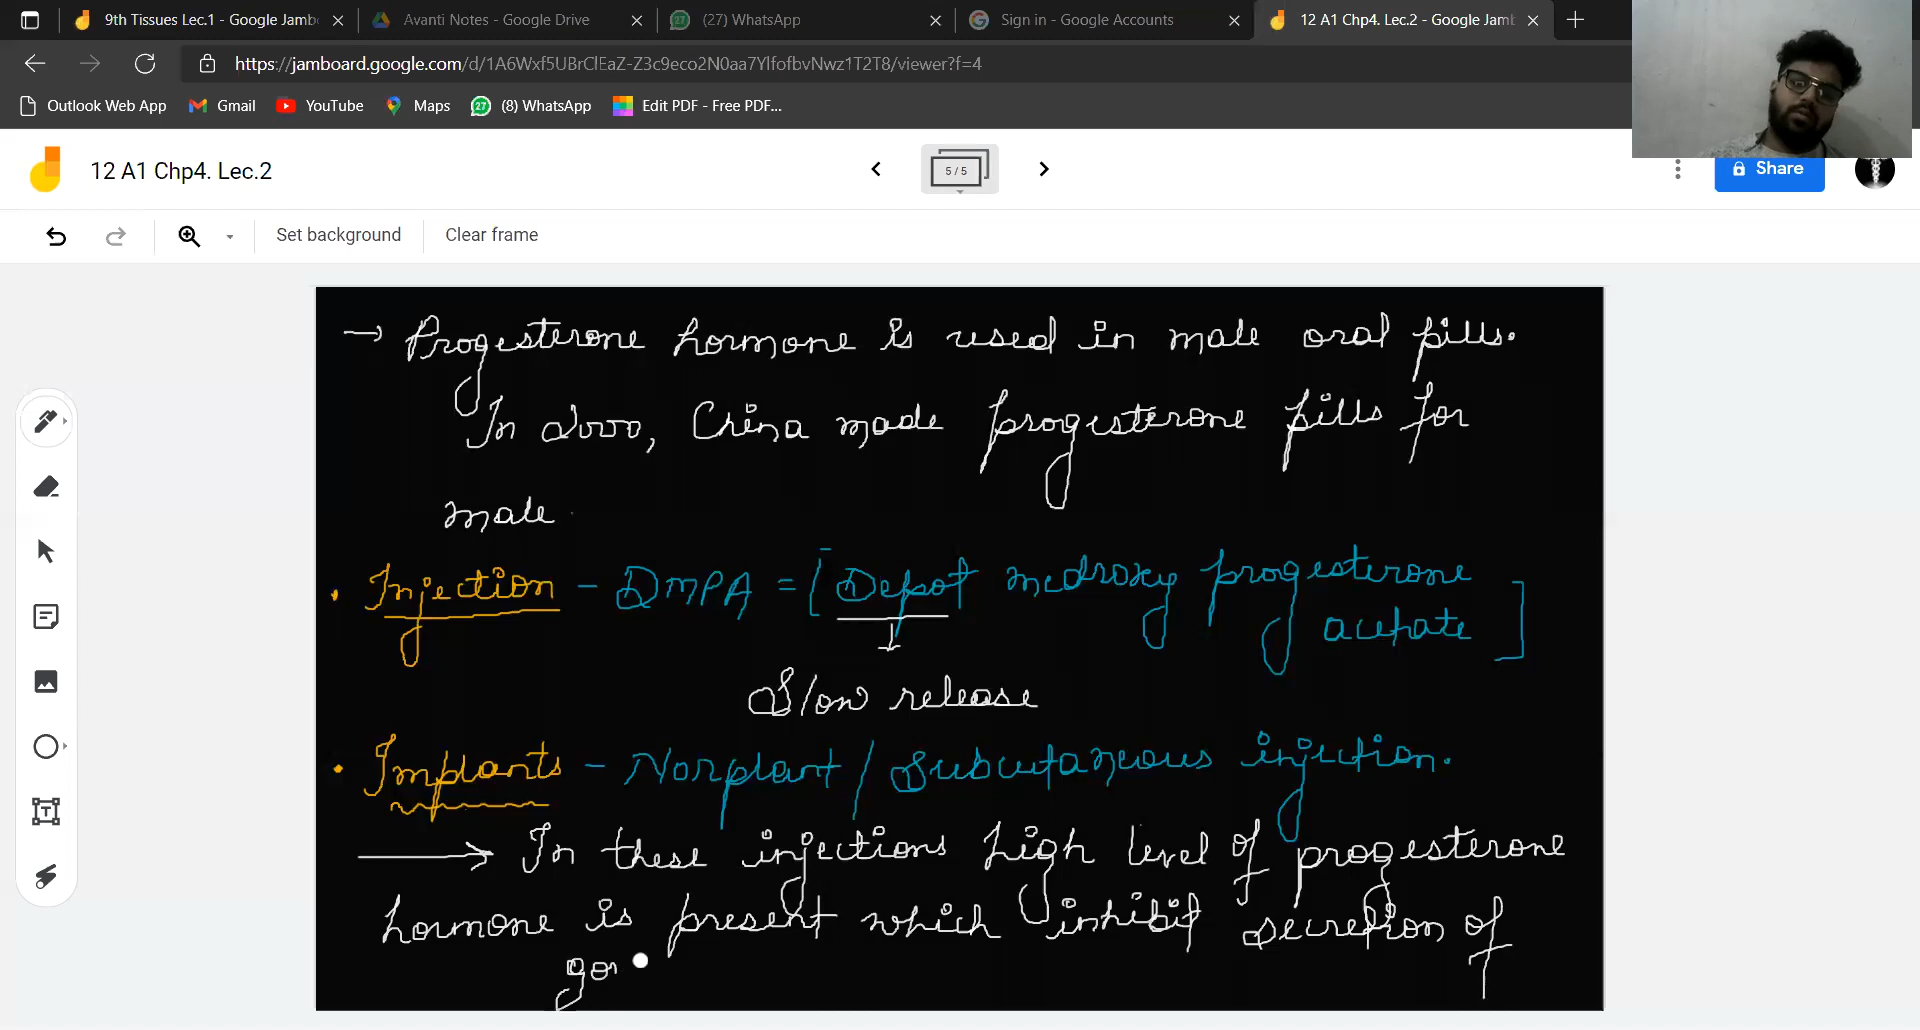 9th Tissues Lec.1 - Google Jamb
Avanti Notes - Google Drive
(27) WhatsApp
Sign in - Google Accounts
12 A1 Chp4. Lec.2 - Google Jamb
https://jamboard.google.com/d/1A6Wxf5UBrClEaZ-Z3c9eco2N0aa7YlfofbvNwz1T2T8/viewer?f=4
Outlook Web App
Gmail
YouTube
Maps
(8) WhatsApp
Edit PDF - Free PDF...
12 A1 Chp4. Lec.2
5 / 5
Share
Set background
Clear frame
→ Progesterone hormone is used in male oral pills.
In 2000, China made progesterone pills for
male
• Injection - DMPA = [Depot medroxy progesterone
acetate]
Slow release
• Implants - Norplant / Subcutaneous injection.
→ In these injections high level of progesterone
hormone is present which inhibit secretion of
gon